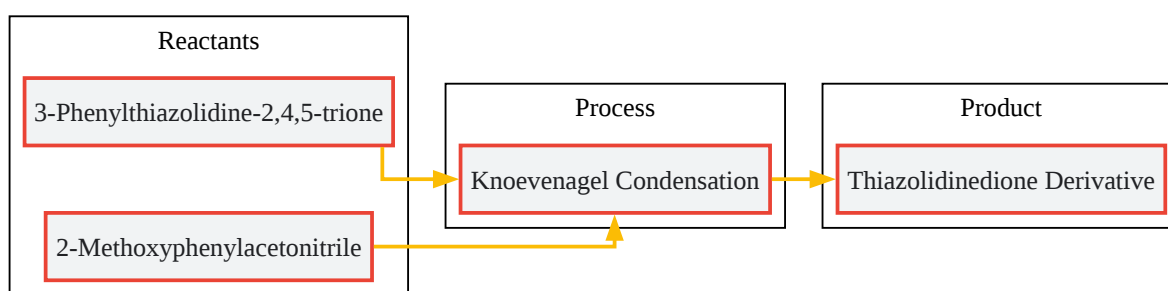 Reactants
3-Phenylthiazolidine-2,4,5-trione
2-Methoxyphenylacetonitrile
Process
Knoevenagel Condensation
Product
Thiazolidinedione Derivative